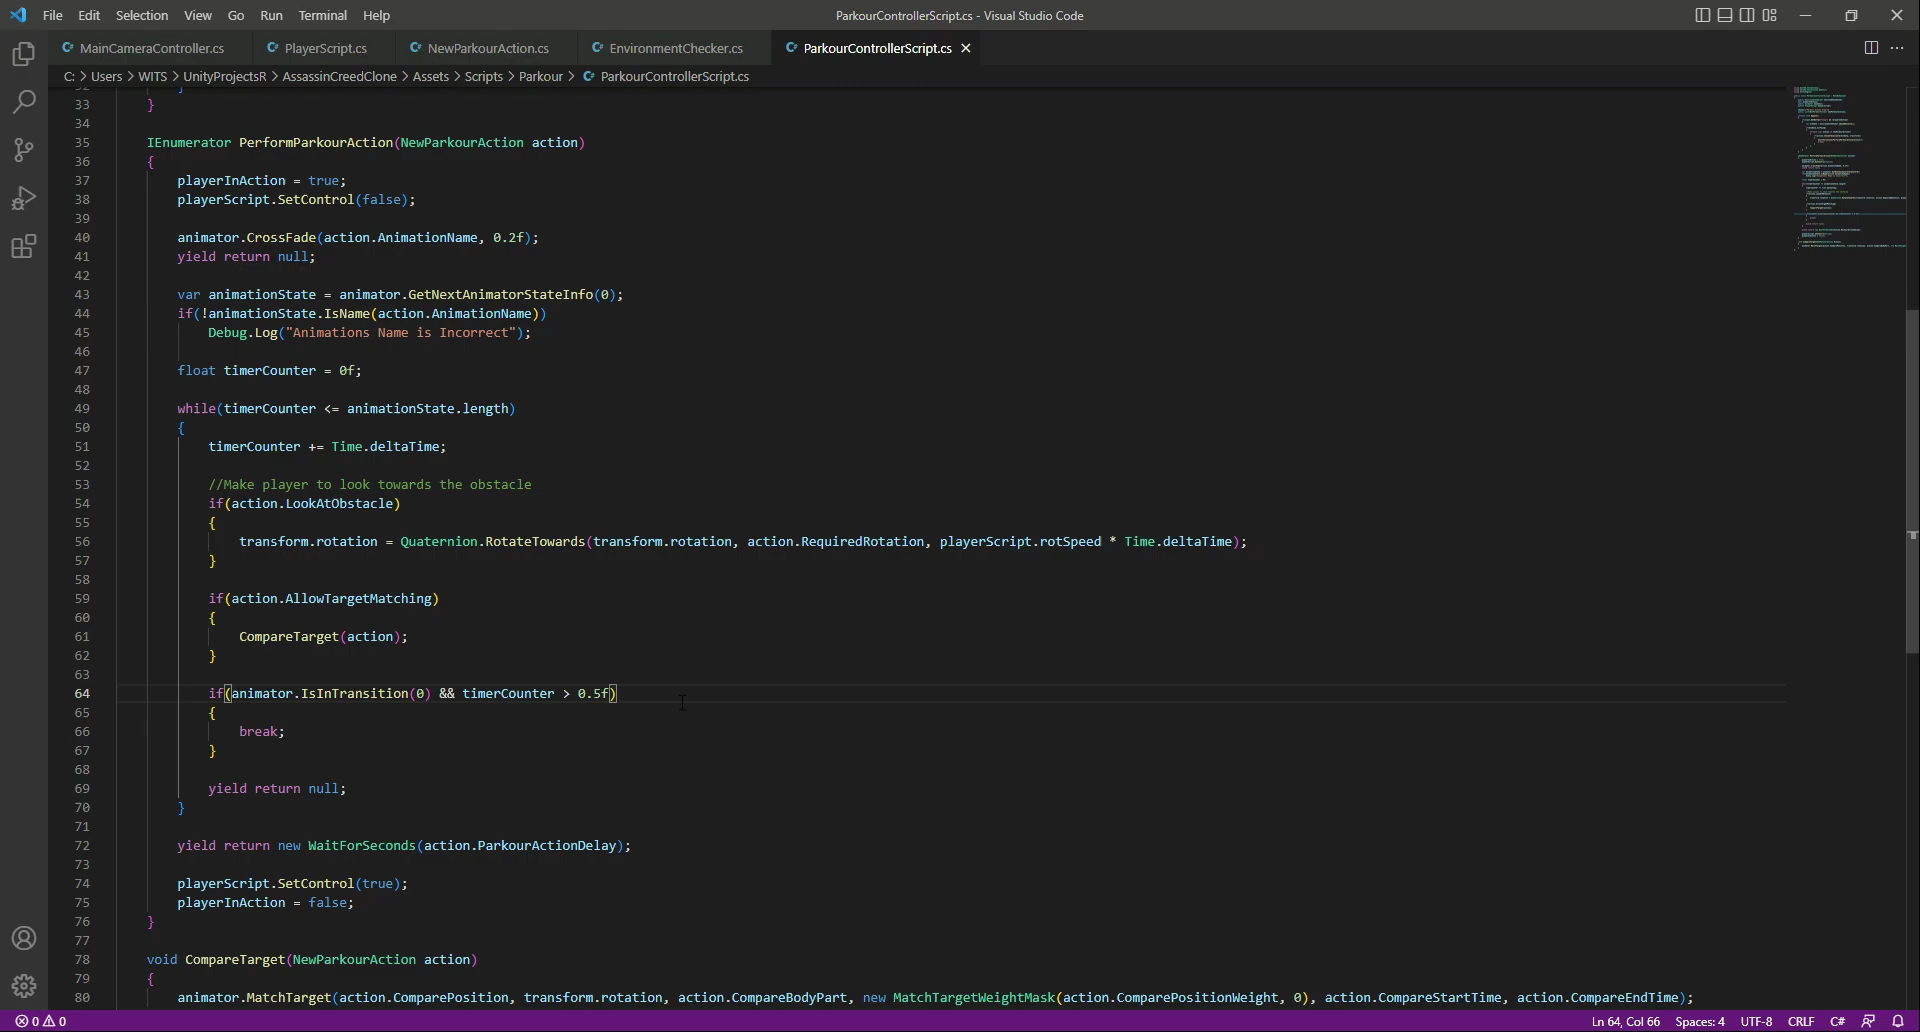 File Edit Selection View Go Run Terminal Help ParkourControllerScript.cs - Visual Studio Code
MainCameraController.cs PlayerScript.cs NewParkourAction.cs EnvironmentChecker.cs ParkourControllerScript.cs
C: > Users > WITS > UnityProjectsR > AssassinCreedClone > Assets > Scripts > Parkour > ParkourControllerScript.cs
32 }
33 }
34
35 IEnumerator PerformParkourAction(NewParkourAction action)
36 {
37 playerInAction = true;
38 playerScript.SetControl(false);
39
40 animator.CrossFade(action.AnimationName, 0.2f);
41 yield return null;
42
43 var animationState = animator.GetNextAnimatorStateInfo(0);
44 if(!animationState.IsName(action.AnimationName))
45 Debug.Log("Animations Name is Incorrect");
46
47 float timerCounter = 0f;
48
49 while(timerCounter <= animationState.length)
50 {
51 timerCounter += Time.deltaTime;
52
53 //Make player to look towards the obstacle
54 if(action.LookAtObstacle)
55 {
56 transform.rotation = Quaternion.RotateTowards(transform.rotation, action.RequiredRotation, playerScript.rotSpeed * Time.deltaTime);
57 }
58
59 if(action.AllowTargetMatching)
60 {
61 CompareTarget(action);
62 }
63
64 if(animator.IsInTransition(0) && timerCounter > 0.5f)
65 {
66 break;
67 }
68
69 yield return null;
70 }
71
72 yield return new WaitForSeconds(action.ParkourActionDelay);
73
74 playerScript.SetControl(true);
75 playerInAction = false;
76 }
77
78 void CompareTarget(NewParkourAction action)
79 {
80 animator.MatchTarget(action.ComparePosition, transform.rotation, action.CompareBodyPart, new MatchTargetWeightMask(action.ComparePositionWeight, 0), action.CompareStartTime, action.CompareEndTime);
0 0 Ln 64, Col 66 Spaces: 4 UTF-8 CRLF C#